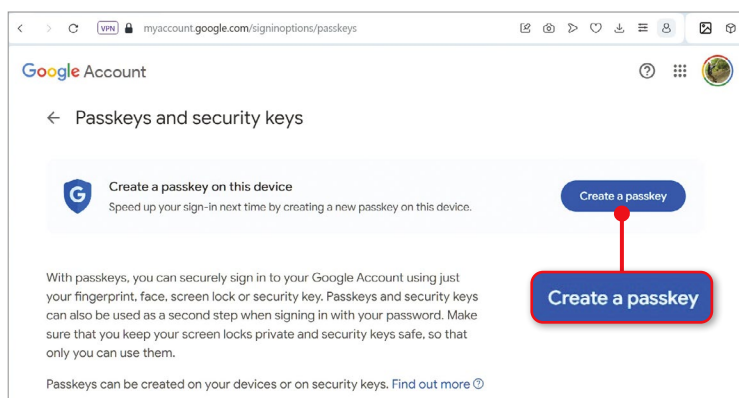 VPN myaccount.google.com/signinoptions/passkeys
Google Account
Passkeys and security keys
G
Create a passkey on this device
Speed up your sign-in next time by creating a new passkey on this device.
Create a passkey
With passkeys, you can securely sign in to your Google Account using just
your fingerprint, face, screen lock or security key. Passkeys and security keys
can also be used as a second step when signing in with your password. Make
sure that you keep your screen locks private and security keys safe, so that
only you can use them.
Create a passkey
Passkeys can be created on your devices or on security keys. Find out more